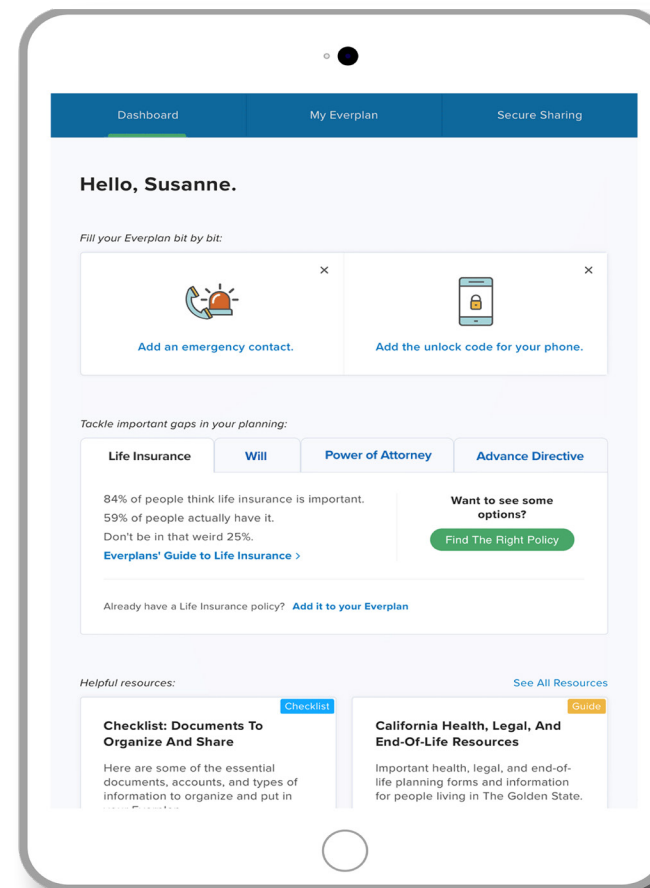 Dashboard
My Everplan
Secure Sharing
Hello, Susanne.
Fill your Everplan bit by bit:
Add an emergency contact.
Add the unlock code for your phone.
Tackle important gaps in your planning:
Life Insurance
Will
Power of Attorney
Advance Directive
84% of people think life insurance is important.
59% of people actually have it.
Don't be in that weird 25%.
Everplans' Guide to Life Insurance >
Want to see some
options?
Find The Right Policy
Already have a Life Insurance policy? Add it to your Everplan
Helpful resources:
See All Resources
Checklist
Checklist: Documents To
Organize And Share
Here are some of the essential
documents, accounts, and types of
information to organize and put in
Guide
California Health, Legal, And
End-Of-Life Resources
Important health, legal, and end-of-
life planning forms and information
for people living in The Golden State.